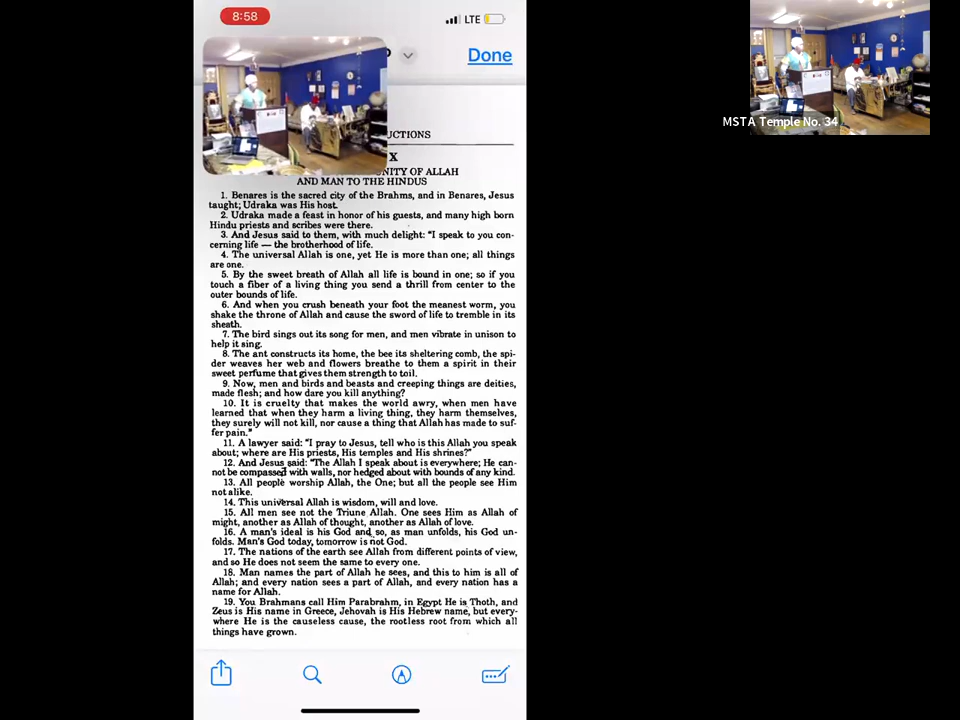 8:58
LTE
Done
MSTA Temple No. 34
UCTIONS
X
NITY OF ALLAH
AND MAN TO THE HINDUS
1. Benares is the sacred city of the Brahms, and in Benares, Jesus
taught; Udraka was His host.
2. Udraka made a feast in honor of his guests, and many high born
Hindu priests and scribes were there.
3. And Jesus said to them, with much delight: "I speak to you con-
cerning life — the brotherhood of life.
4. The universal Allah is one, yet He is more than one; all things
are one.
5. By the sweet breath of Allah all life is bound in one; so if you
touch a fiber of a living thing you send a thrill from center to the
outer bounds of life.
6. And when you crush beneath your foot the meanest worm, you
shake the throne of Allah and cause the sword of life to tremble in its
sheath.
7. The bird sings out its song for men, and men vibrate in unison to
help it sing.
8. The ant constructs its home, the bee its sheltering comb, the spi-
der weaves her web and flowers breathe to them a spirit in their
sweet perfume that gives them strength to toil.
9. Now, men and birds and beasts and creeping things are deities,
made flesh; and how dare you kill anything?
10. It is cruelty that makes the world awry, when men have
learned that when they harm a living thing, they harm themselves,
they surely will not kill, nor cause a thing that Allah has made to suf-
fer pain."
11. A lawyer said: "I pray to Jesus, tell who is this Allah you speak
about; where are His priests, His temples and His shrines?"
12. And Jesus said: "The Allah I speak about is everywhere; He can-
not be compassed with walls, nor hedged about with bounds of any kind.
13. All people worship Allah, the One; but all the people see Him
not alike.
14. This universal Allah is wisdom, will and love.
15. All men see not the Triune Allah. One sees Him as Allah of
might, another as Allah of thought, another as Allah of love.
16. A man's ideal is his God and so, as man unfolds, his God un-
folds. Man's God today, tomorrow is not God.
17. The nations of the earth see Allah from different points of view,
and so He does not seem the same to every one.
18. Man names the part of Allah he sees, and this to him is all of
Allah; and every nation sees a part of Allah, and every nation has a
name for Allah.
19. You Brahmans call Him Parabrahm, in Egypt He is Thoth, and
Zeus is His name in Greece, Jehovah is His Hebrew name, but every-
where He is the causeless cause, the rootless root from which all
things have grown.